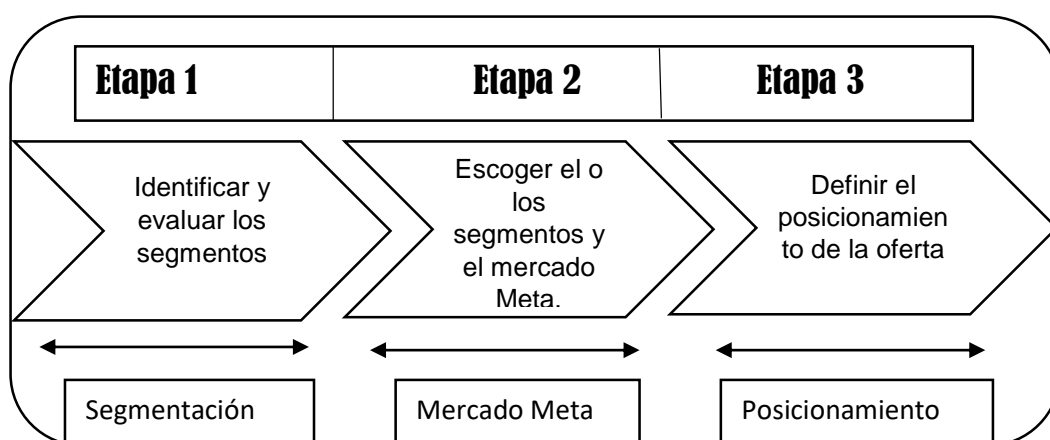 Etapa 1
Etapa 2
Etapa 3
Identificar y
evaluar los
segmentos
Escoger el o
los
segmentos y
el mercado
Meta.
Definir el
posicionamien
to de la oferta
Segmentación
Mercado Meta
Posicionamiento